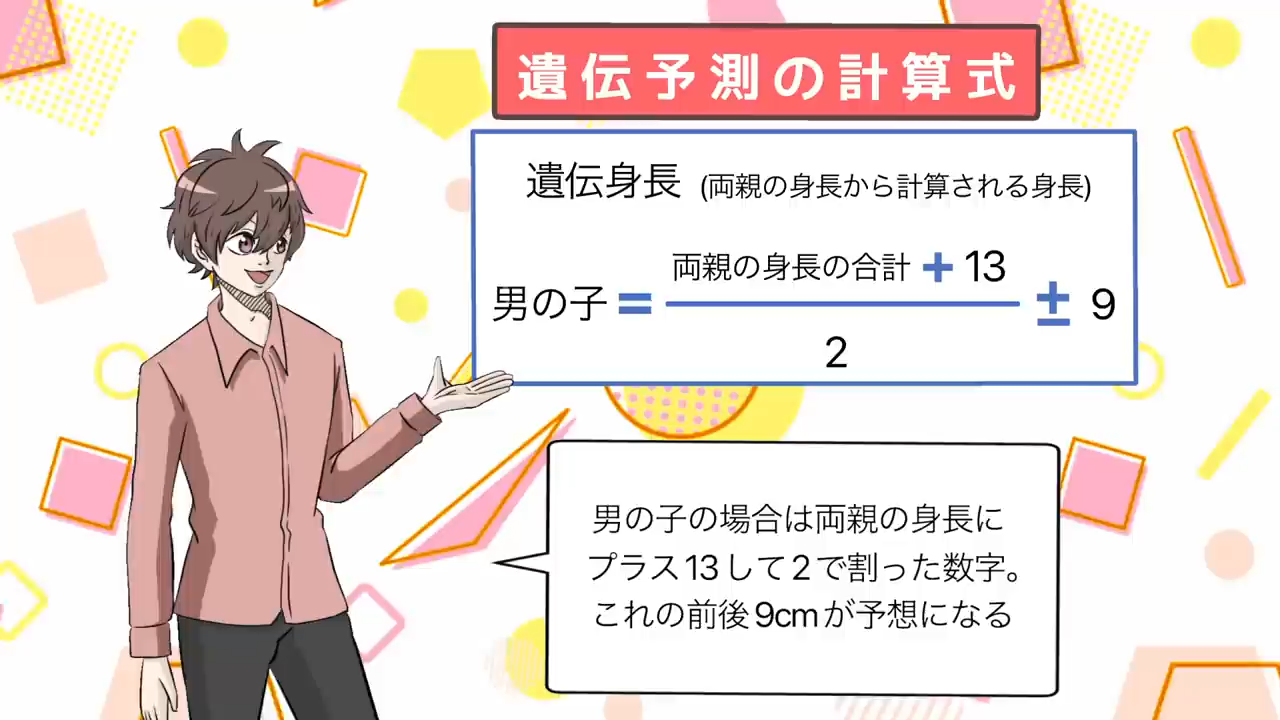 遺伝予測の計算式
遺伝身長 (両親の身長から計算される身長)
両親の身長の合計 + 13
男の子 = ± 9
2
男の子の場合は両親の身長に
プラス13して2で割った数字。
これの前後9cmが予想になる